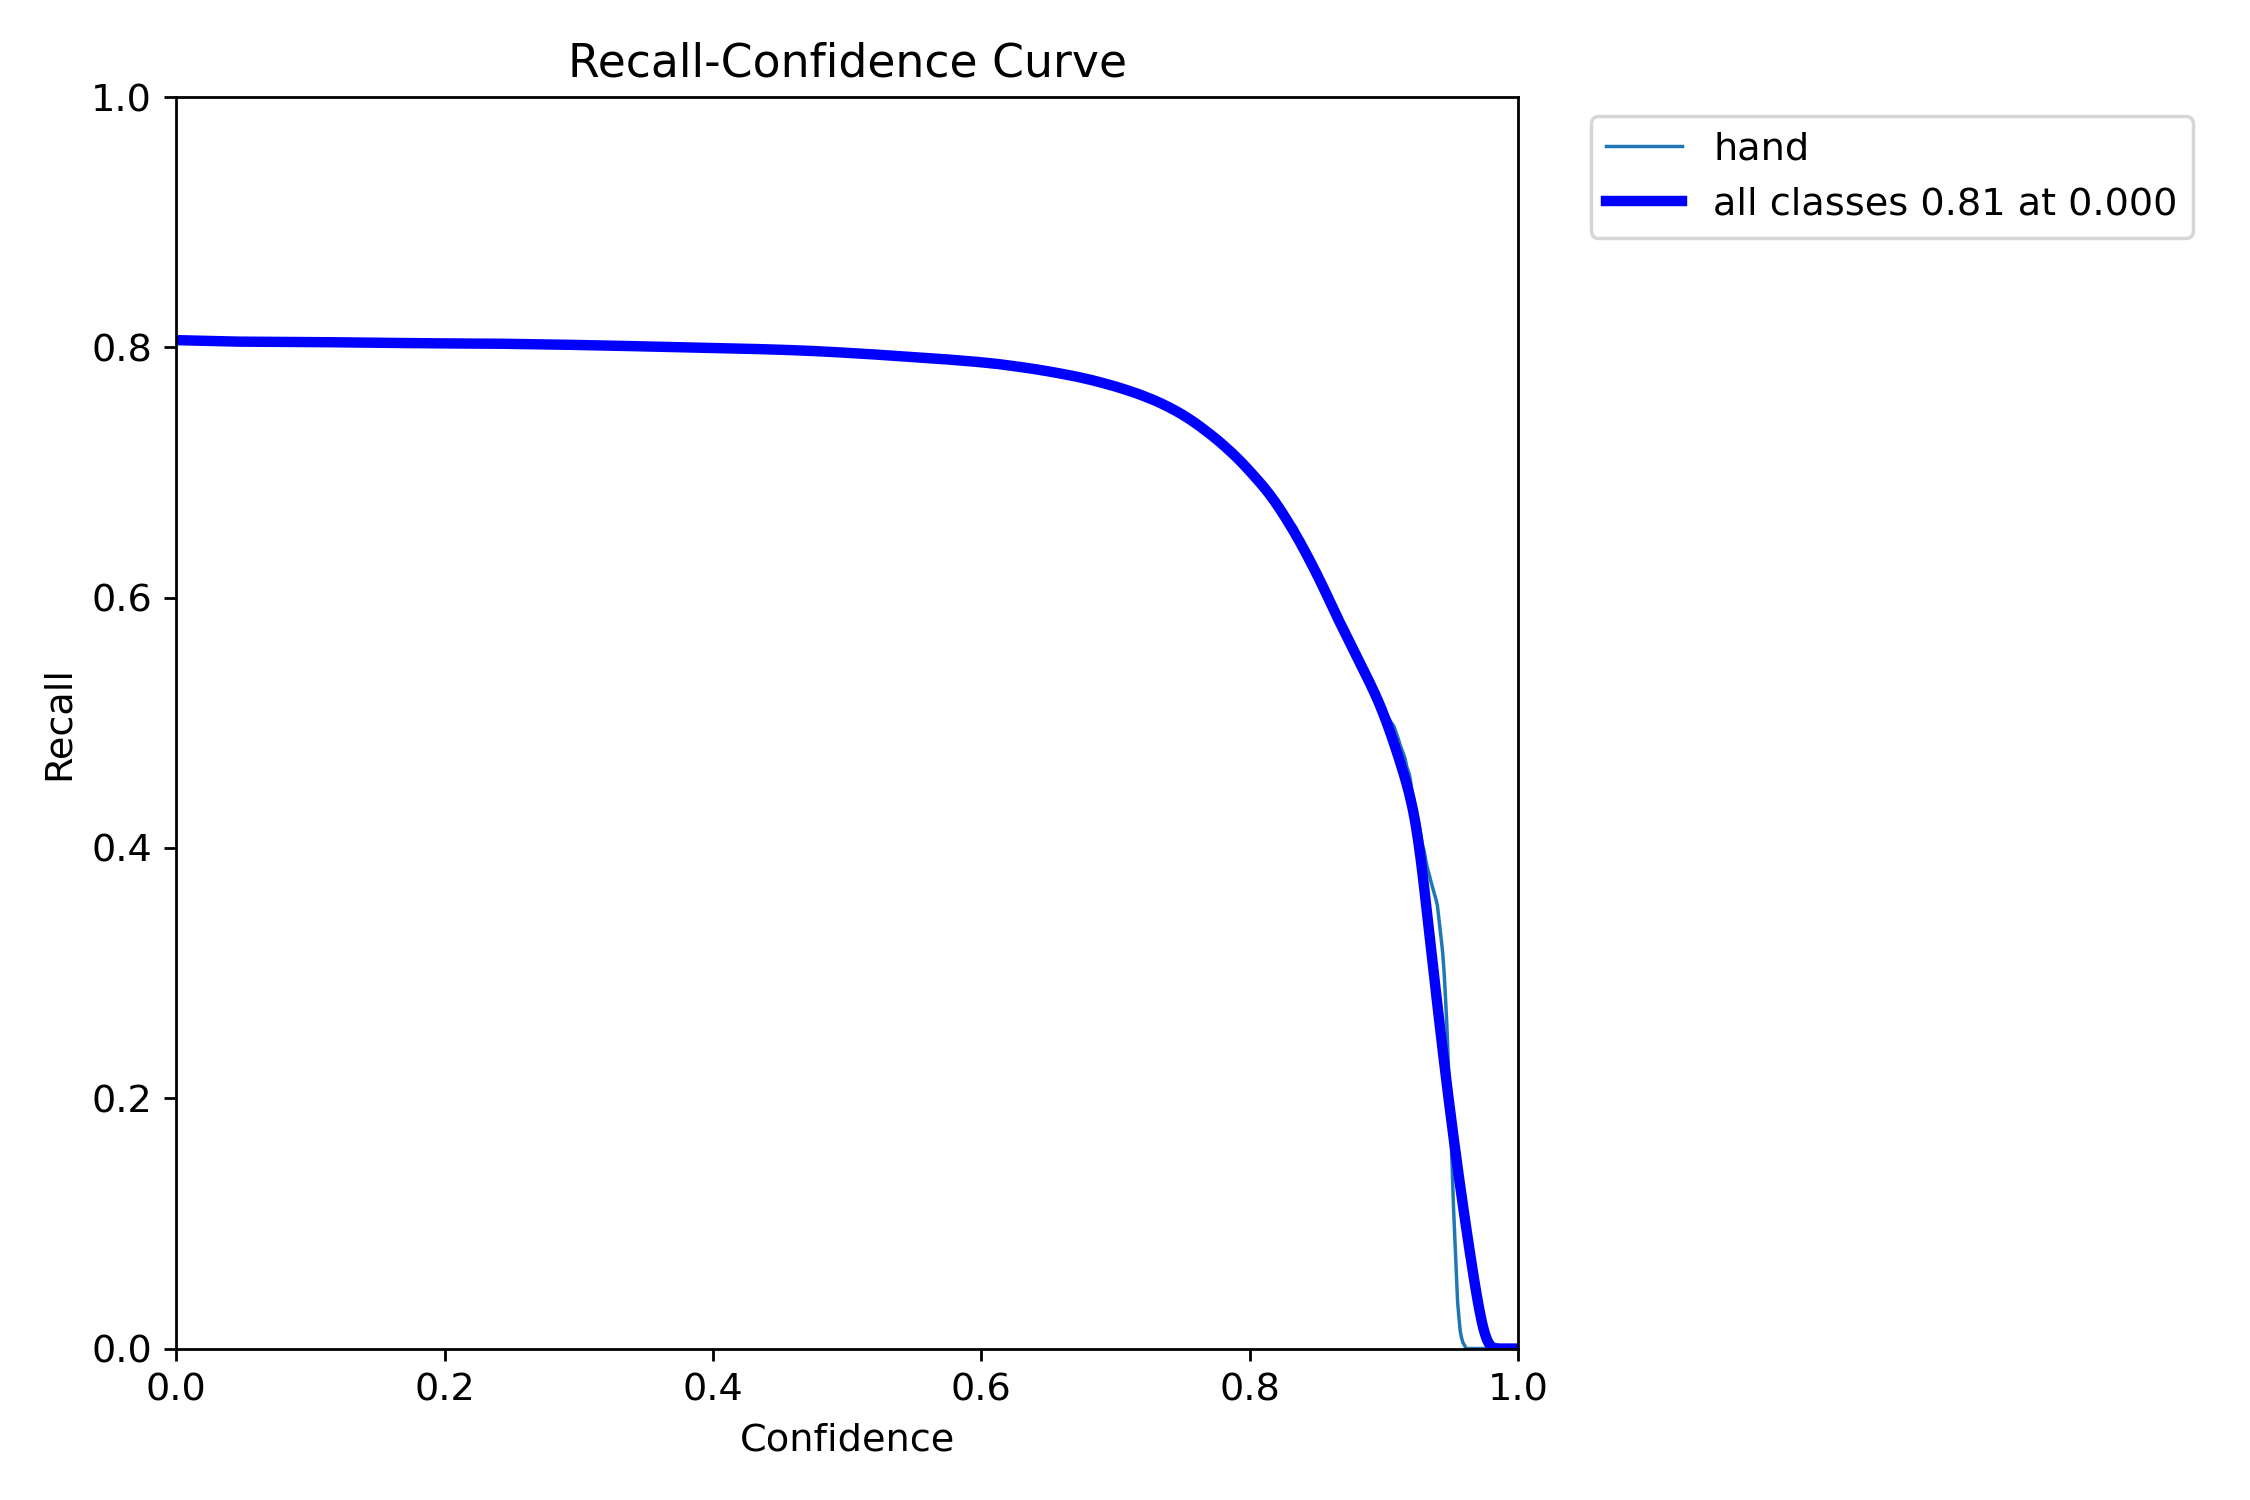 Recall-Confidence Curve
1.0
0.8
0.6
0.4
0.2
0.0
Recall
0.0 0.2 0.4 0.6 0.8 1.0
Confidence
hand
all classes 0.81 at 0.000